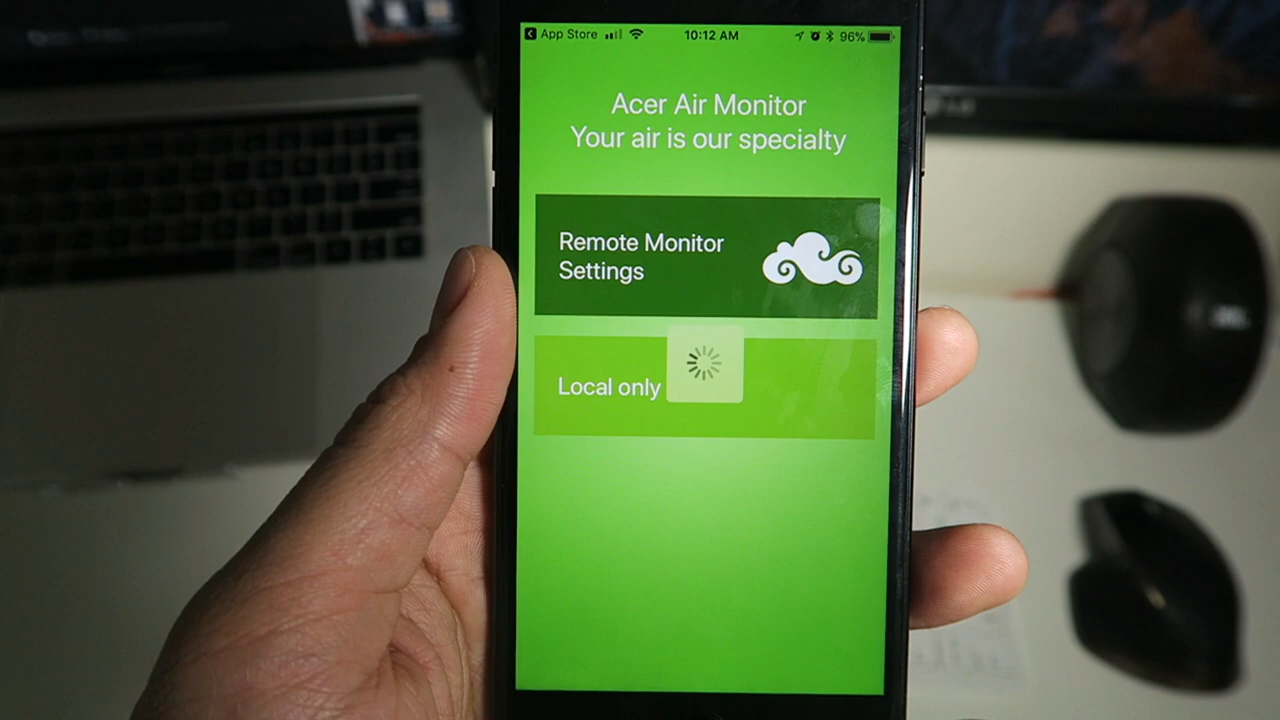 App Store
10:12 AM
96%
Acer Air Monitor
Your air is our specialty
Remote Monitor
Settings
Local only
JBL